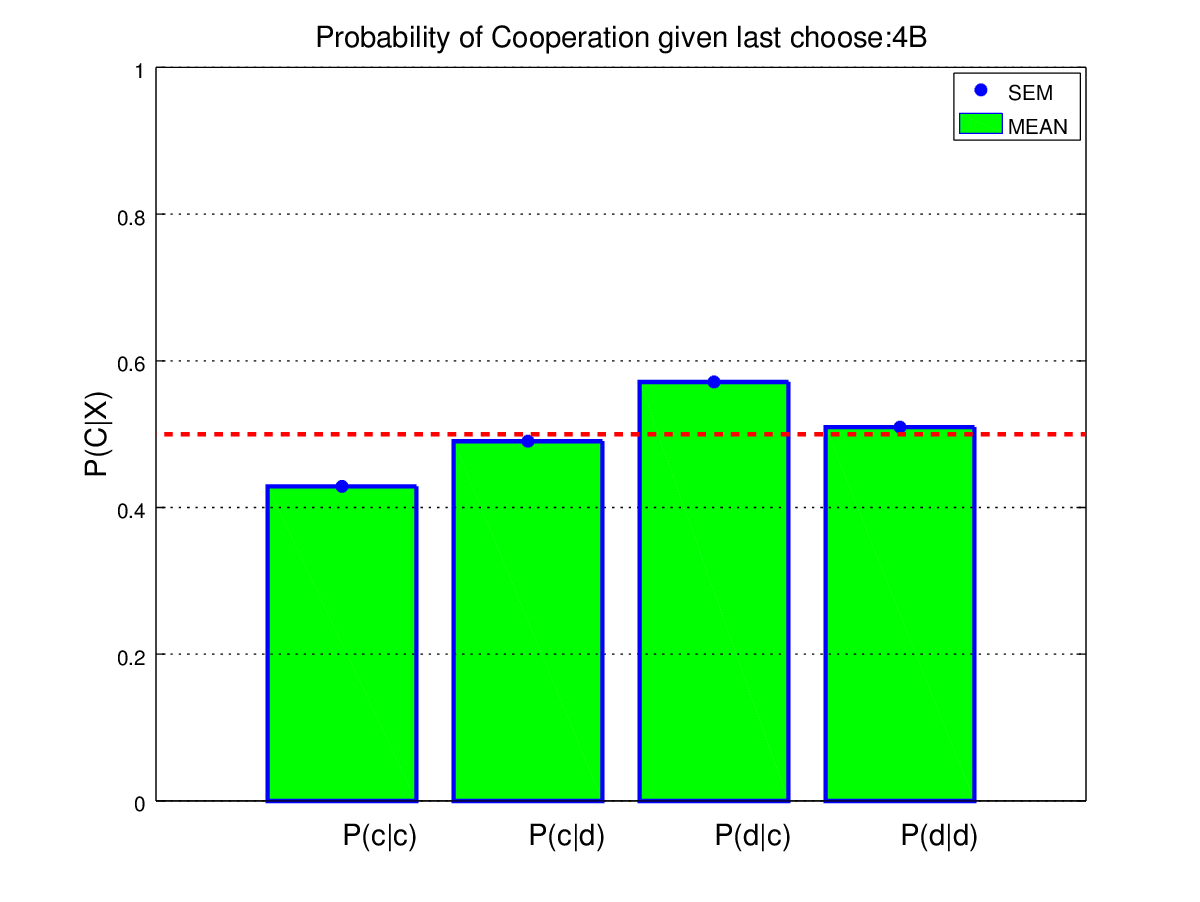 Probability of Cooperation given last choose:4B
1
0.8
0.6
0.4
0.2
0
P(C|X)
SEM
MEAN
P(c|c) P(c|d) P(d|c) P(d|d)